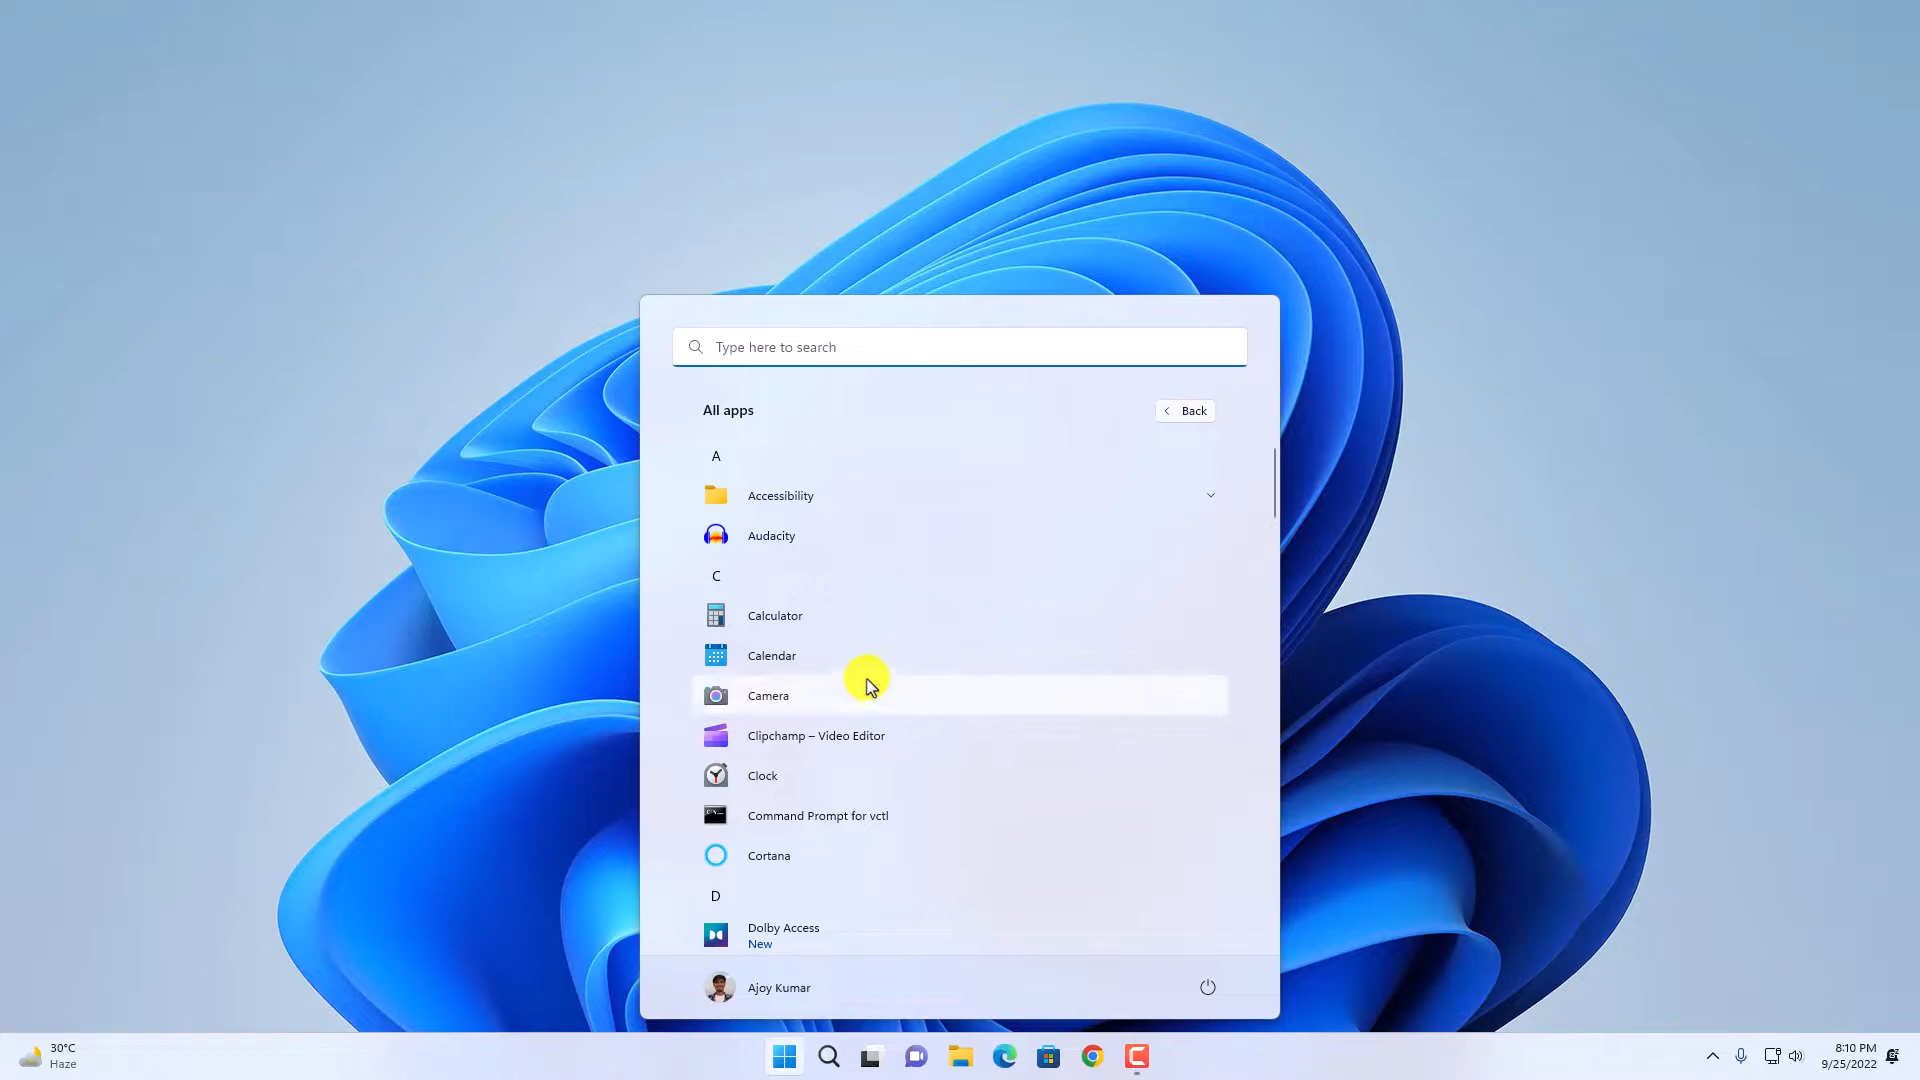 Type here to search
All apps
Back
A
Accessibility
Audacity
C
Calculator
Calendar
Camera
Clipchamp – Video Editor
Clock
Command Prompt for vctl
Cortana
D
Dolby Access
New
Ajoy Kumar
30°C
Haze
8:10 PM
9/25/2022